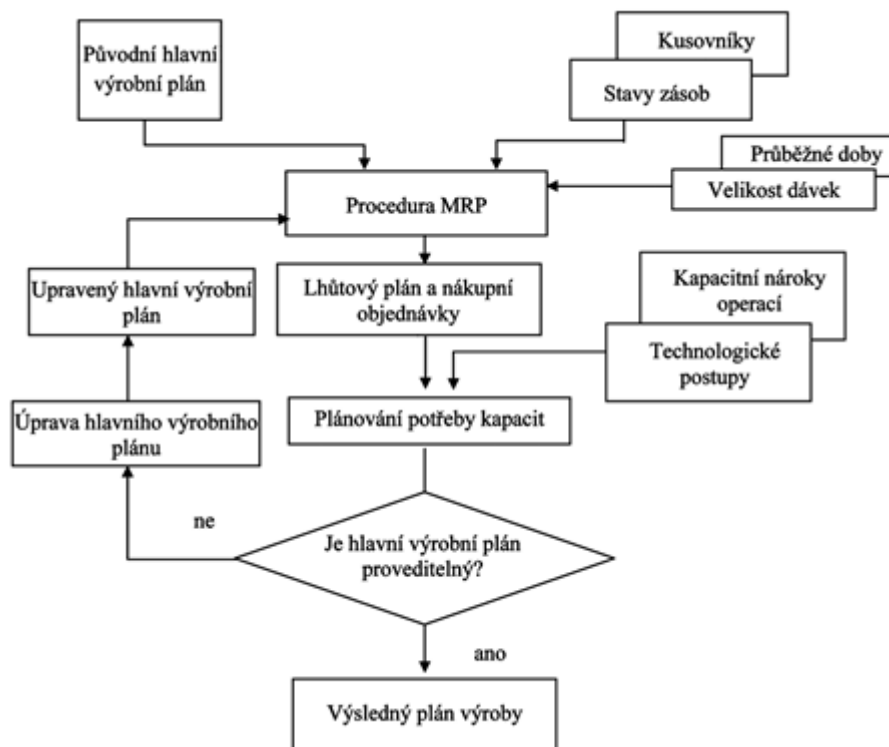 Původní hlavní
výrobní plán
Kusovníky
Stavy zásob
Průběžné doby
Velikost dávek
Procedura MRP
Upravený hlavní výrobní
plán
Lhůtový plán a nákupní
objednávky
Kapacitní nároky
operací
Technologické
postupy
Úprava hlavního výrobního
plánu
Plánování potřeby kapacit
ne
Je hlavní výrobní plán
proveditelný?
ano
Výsledný plán výroby